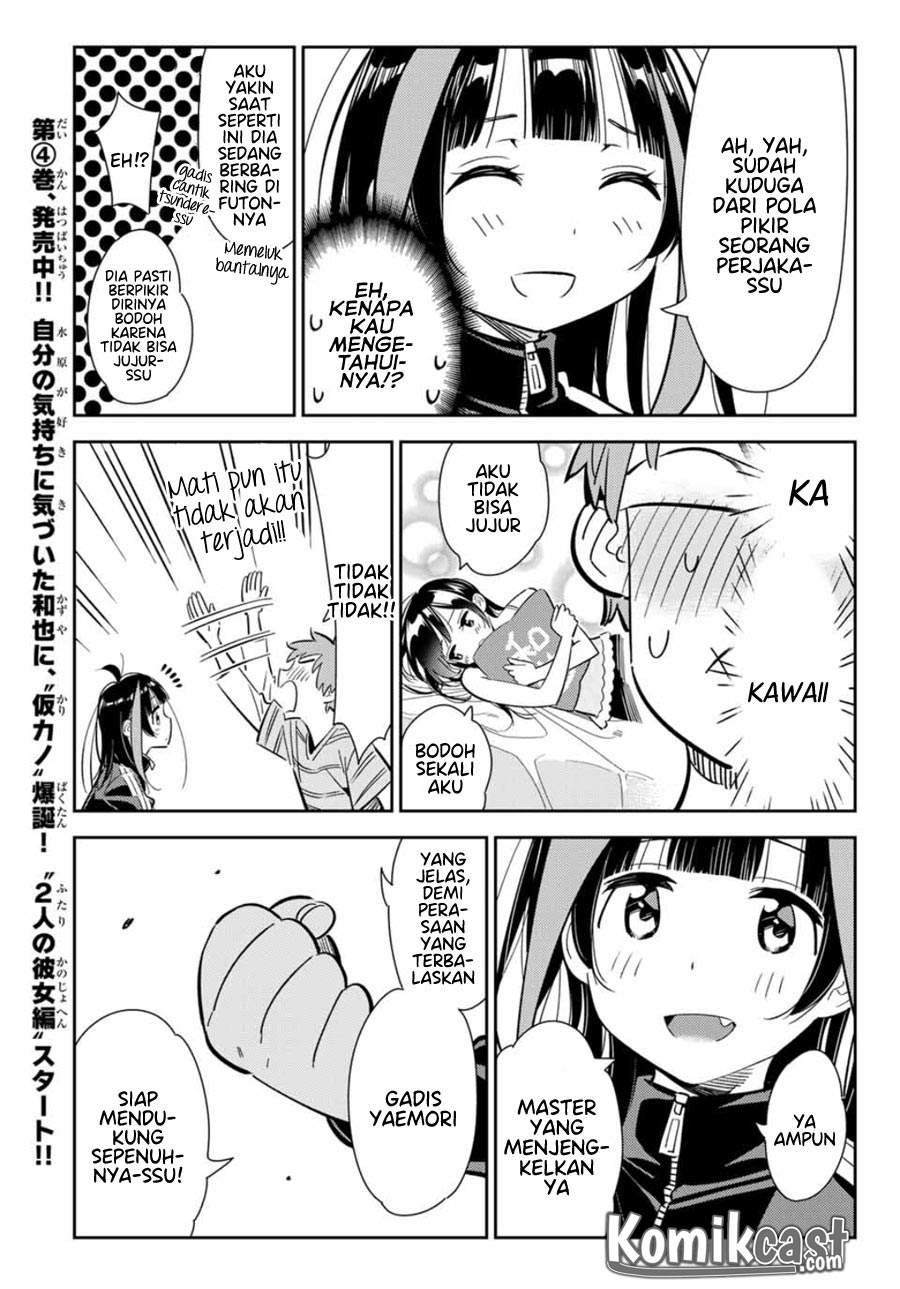 AH, YAH,
SUDAH
KUDUGA
DARI POLA
PIKIR
SEORANG
PERJAKA-
SSU
EH,
KENAPA
KAU
MENGE-
TAHUI-
NYA!?
AKU
YAKIN
SAAT
SEPERTI
INI DIA
SEDANG
BERBA-
RING DI
FUTON-
NYA
gadis
cantik
tsundere-
ssu
Memeluk
bantalnya
EH!?
DIA PASTI
BERPIKIR
DIRINYA
BODOH
KARENA
TIDAK BISA
JUJUR-
SSU
KA
KAWAII
AKU
TIDAK
BISA
JUJUR
KD
BODOH
SEKALI
AKU
TIDAK
TIDAK
TIDAK!!
Mati pun itu
tidak akan
terjadi!!
YA
AMPUN
MASTER
YANG
MENJENG-
KELKAN
YA
YANG
JELAS,
DEMI
PERA-
SAAN
YANG
TERBA-
LASKAN
GADIS
YAEMORI
SIAP
MENDU-
KUNG
SEPENUH-
NYA-SSU!
第④巻、発売中!! 自分の気持ちに気づいた和也に、〝仮カノ〟爆誕! 〝2人の彼女編〟スタート!!
Komikcast.com